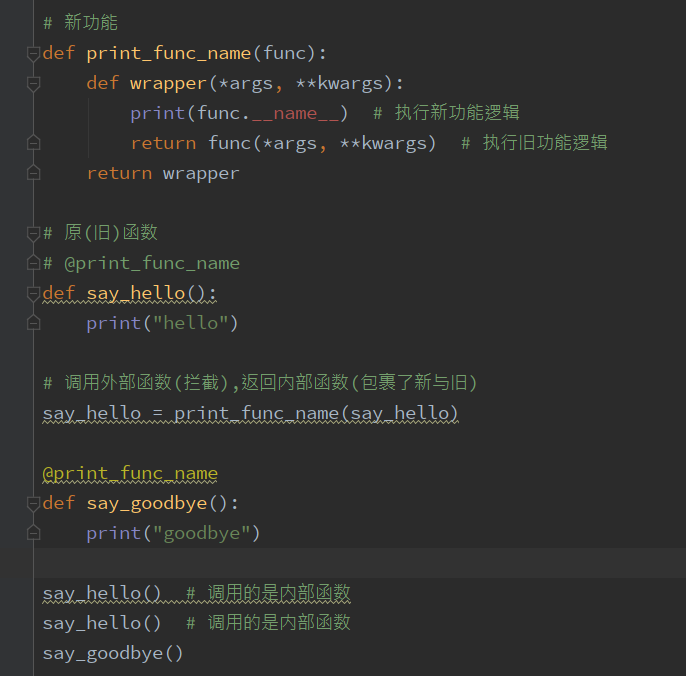 # 新功能
def print_func_name(func):
    def wrapper(*args, **kwargs):
        print(func.__name__)  # 执行新功能逻辑
        return func(*args, **kwargs)  # 执行旧功能逻辑
    return wrapper
# 原(旧)函数
# @print_func_name
def say_hello():
    print("hello")
# 调用外部函数(拦截),返回内部函数(包裹了新与旧)
say_hello = print_func_name(say_hello)
@print_func_name
def say_goodbye():
    print("goodbye")
say_hello()  # 调用的是内部函数
say_hello()  # 调用的是内部函数
say_goodbye()